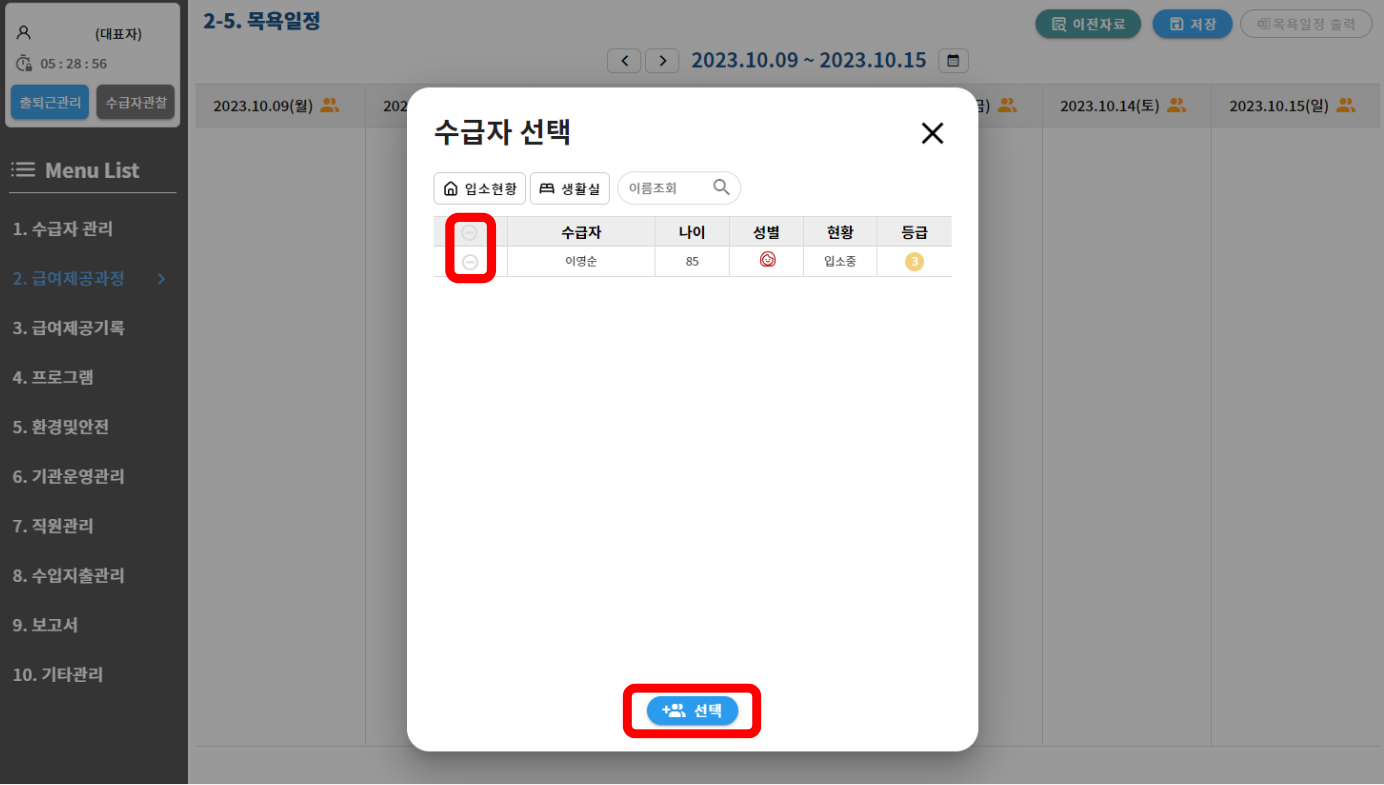 (대표자)
05 : 28 : 56
출퇴근관리 수급자관찰
Menu List
1. 수급자 관리
2. 급여제공과정
3. 급여제공기록
4. 프로그램
5. 환경및안전
6. 기관운영관리
7. 직원관리
8. 수입지출관리
9. 보고서
10. 기타관리
2-5. 목욕일정
이전자료 저장 목욕일정 출력
2023.10.09 ~ 2023.10.15
2023.10.09(월) 202 ) 2023.10.14(토) 2023.10.15(일)
수급자 선택
입소현황 생활실 이름조회
수급자 나이 성별 현황 등급
이영순 85 입소중 3
선택